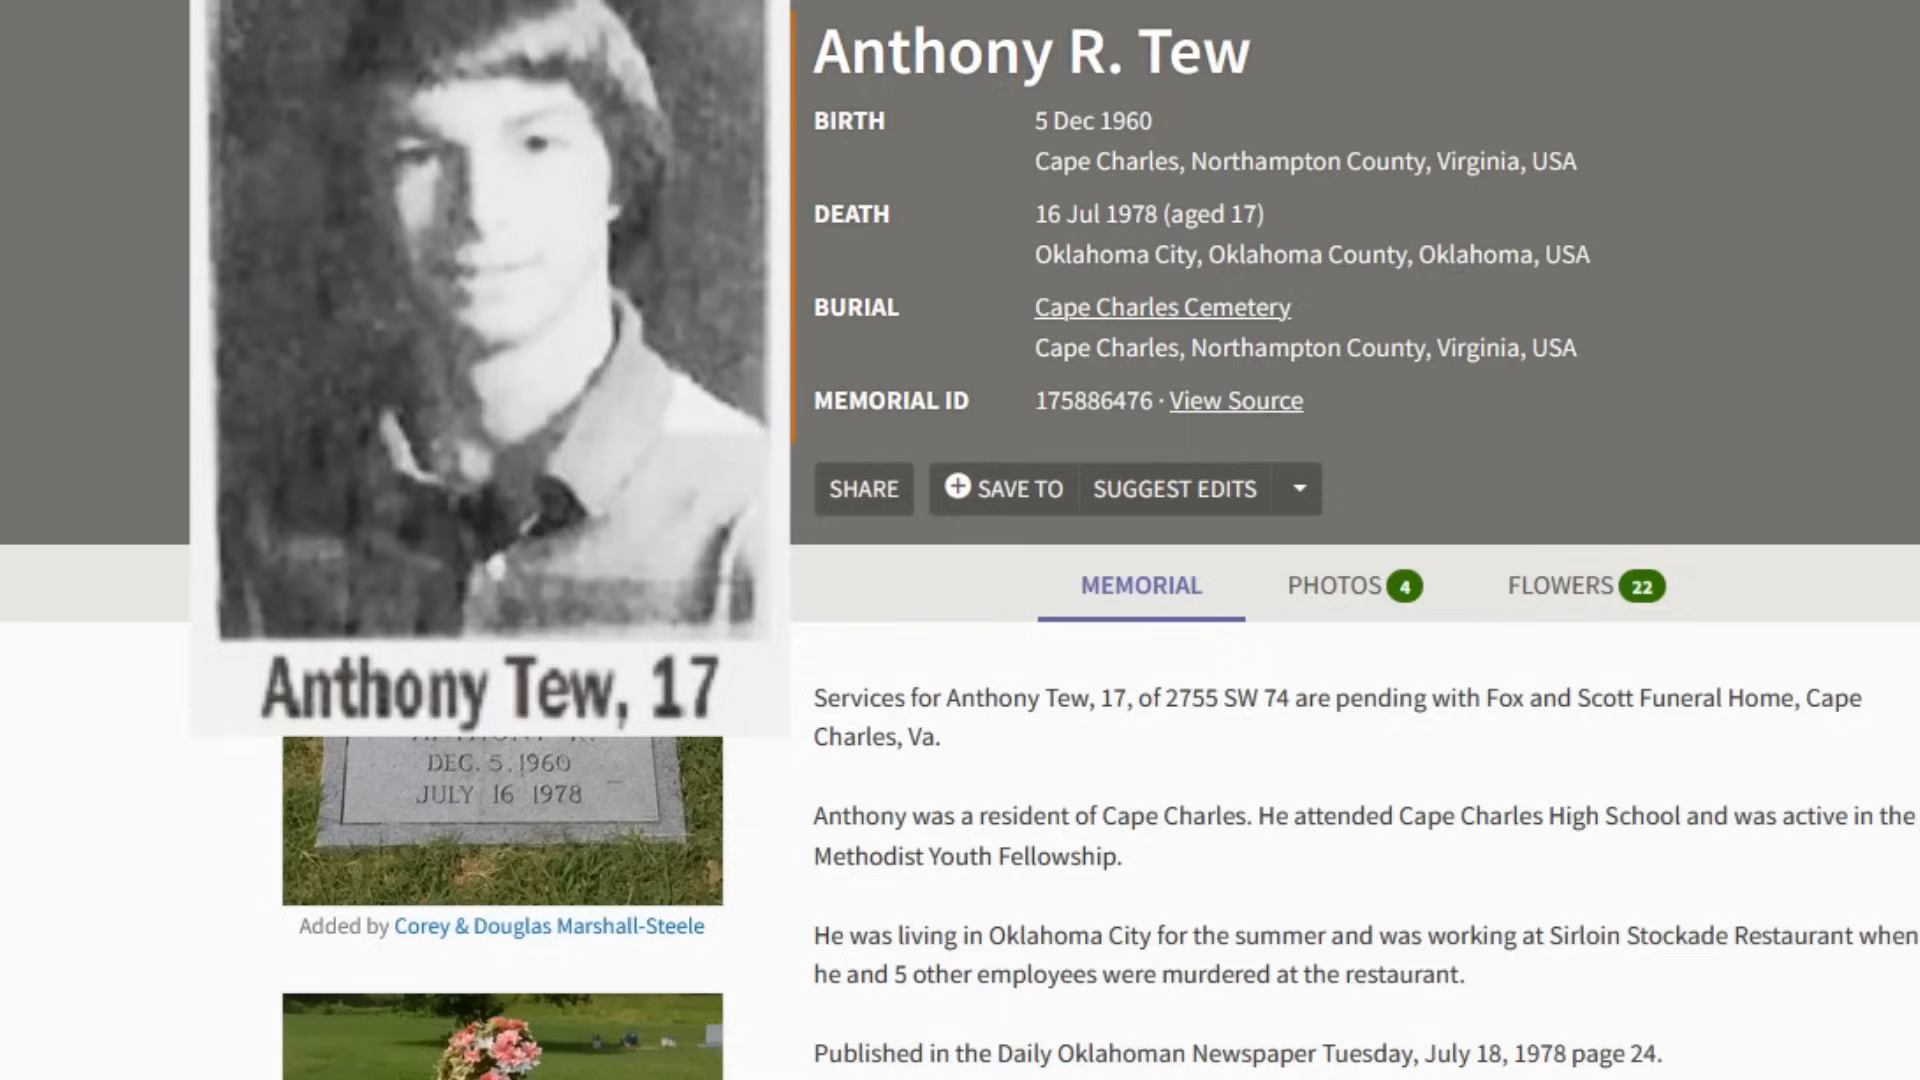 Anthony R. Tew
BIRTH
5 Dec 1960
Cape Charles, Northampton County, Virginia, USA
DEATH
16 Jul 1978 (aged 17)
Oklahoma City, Oklahoma County, Oklahoma, USA
BURIAL
Cape Charles Cemetery
Cape Charles, Northampton County, Virginia, USA
MEMORIAL ID
175886476 · View Source
SHARE
SAVE TO
SUGGEST EDITS
MEMORIAL
PHOTOS 4
FLOWERS 22
Anthony Tew, 17
DEC. 5, 1960
JULY 16 1978
Added by Corey & Douglas Marshall-Steele
Services for Anthony Tew, 17, of 2755 SW 74 are pending with Fox and Scott Funeral Home, Cape
Charles, Va.
Anthony was a resident of Cape Charles. He attended Cape Charles High School and was active in the
Methodist Youth Fellowship.
He was living in Oklahoma City for the summer and was working at Sirloin Stockade Restaurant when
he and 5 other employees were murdered at the restaurant.
Published in the Daily Oklahoman Newspaper Tuesday, July 18, 1978 page 24.